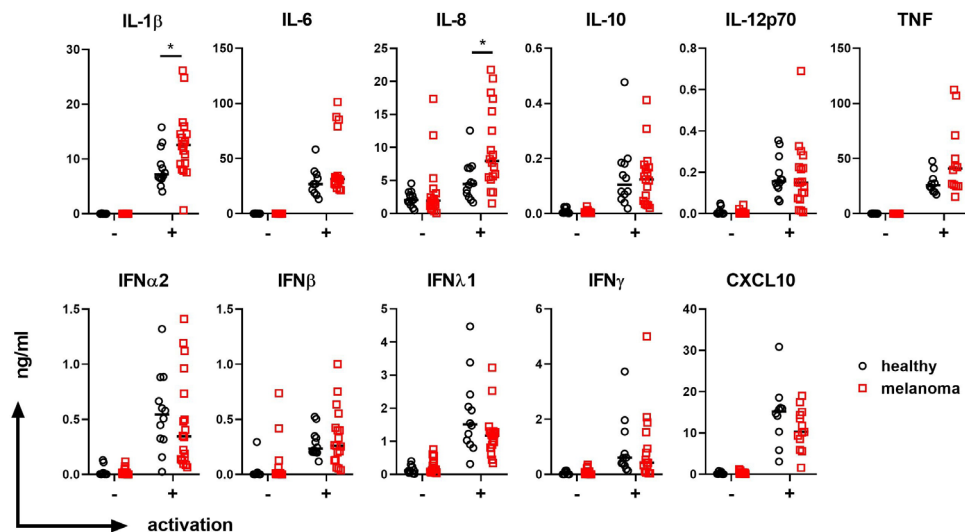 IL-1β IL-6 IL-8 IL-10 IL-12p70 TNF
* *
30 150 25 0.6 0.8 150
20 100 20 0.4 0.6 100
10 50 15 0.2 0.4 50
0 0 10 0.0 0.2 0
5 0.0
0
- + - + - + - + - + - +
IFNα2 IFNβ IFNλ1 IFNγ CXCL10
1.5 1.5 5 6 40
1.0 1.0 4 4 30
0.5 0.5 3 2 20
0.0 0.0 2 0 10
1 0
0
- + - + - + - + - +
ng/ml
healthy
melanoma
activation